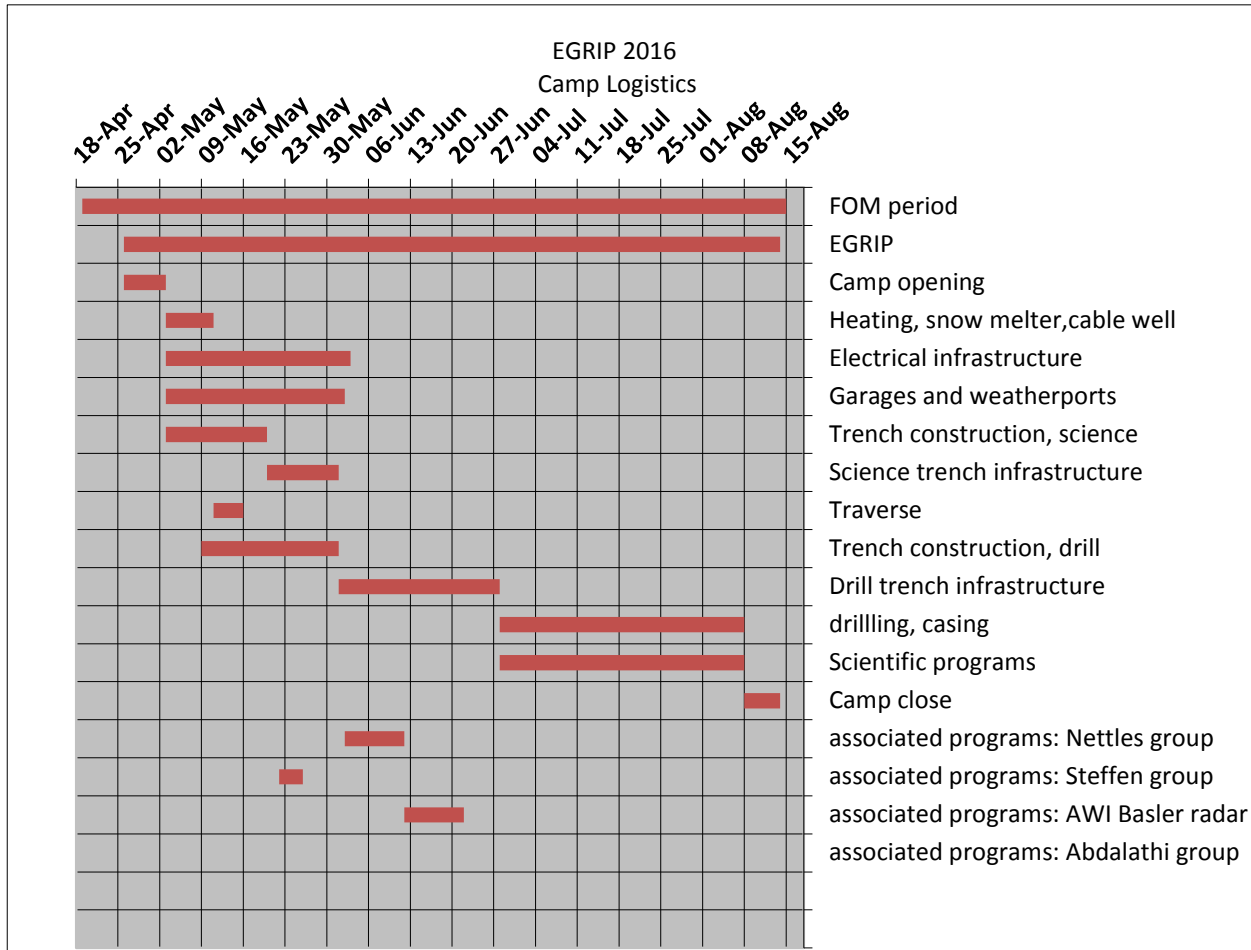 EGRIP 2016
Camp Logistics
18-Apr
25-Apr
02-May
09-May
16-May
23-May
30-May
06-Jun
13-Jun
20-Jun
27-Jun
04-Jul
11-Jul
18-Jul
25-Jul
01-Aug
08-Aug
15-Aug
FOM period
EGRIP
Camp opening
Heating, snow melter,cable well
Electrical infrastructure
Garages and weatherports
Trench construction, science
Science trench infrastructure
Traverse
Trench construction, drill
Drill trench infrastructure
drillling, casing
Scientific programs
Camp close
associated programs: Nettles group
associated programs: Steffen group
associated programs: AWI Basler radar
associated programs: Abdalathi group